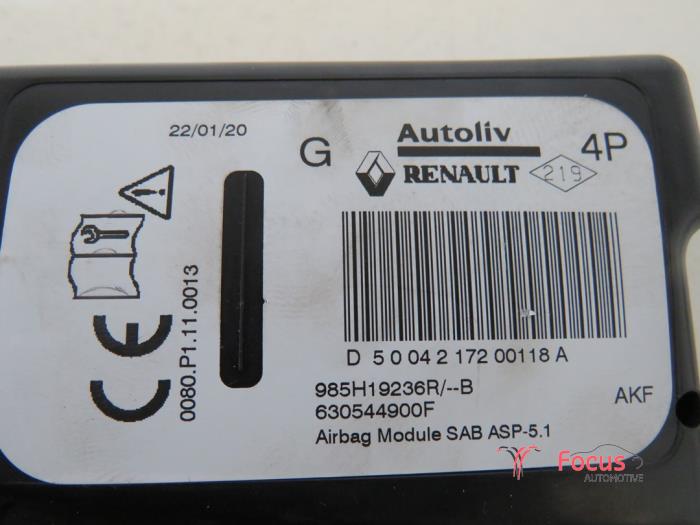 22/01/20
G
Autoliv
4P
RENAULT
219
0080.P1.11.0013
CE
D 5 0 04 2 172 00118 A
985H19236R/--B
630544900F
AKF
Airbag Module SAB ASP-5.1
Focus
AUTOMOTIVE